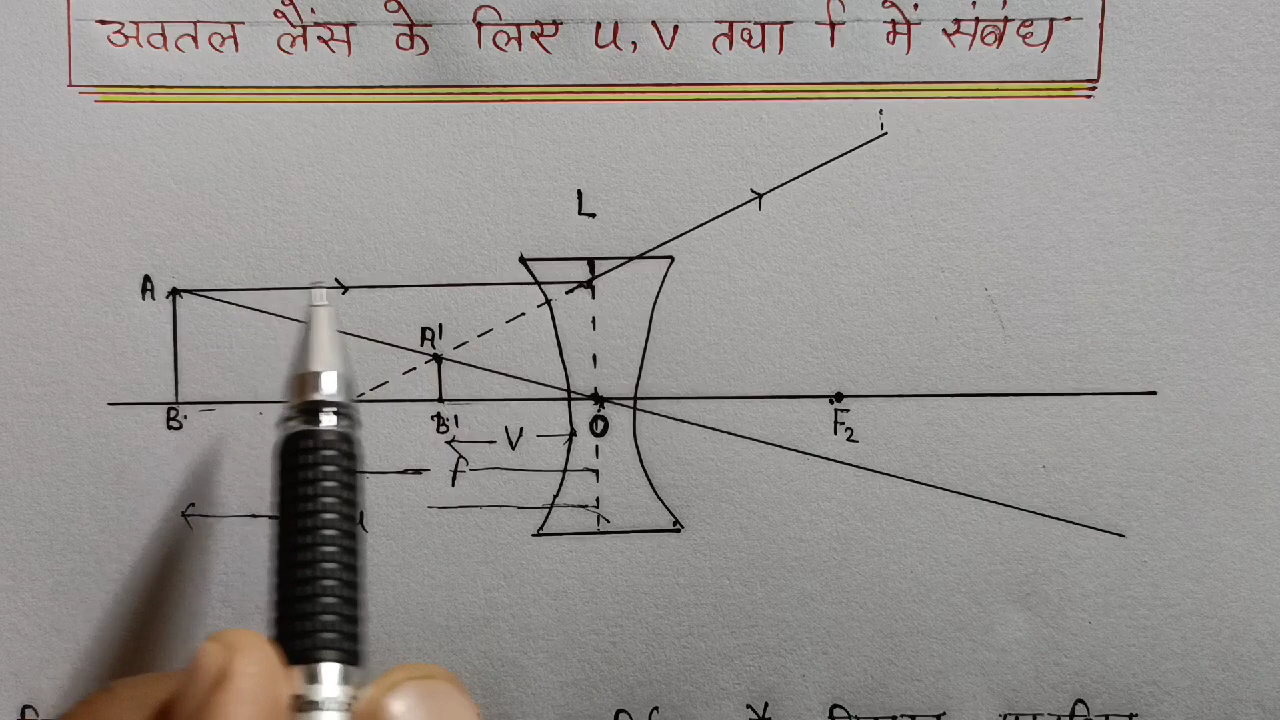 अवतल लैंस के लिए u, v तथा f में संबंध
L
A
A'
B
B'
O
F₂
V
f